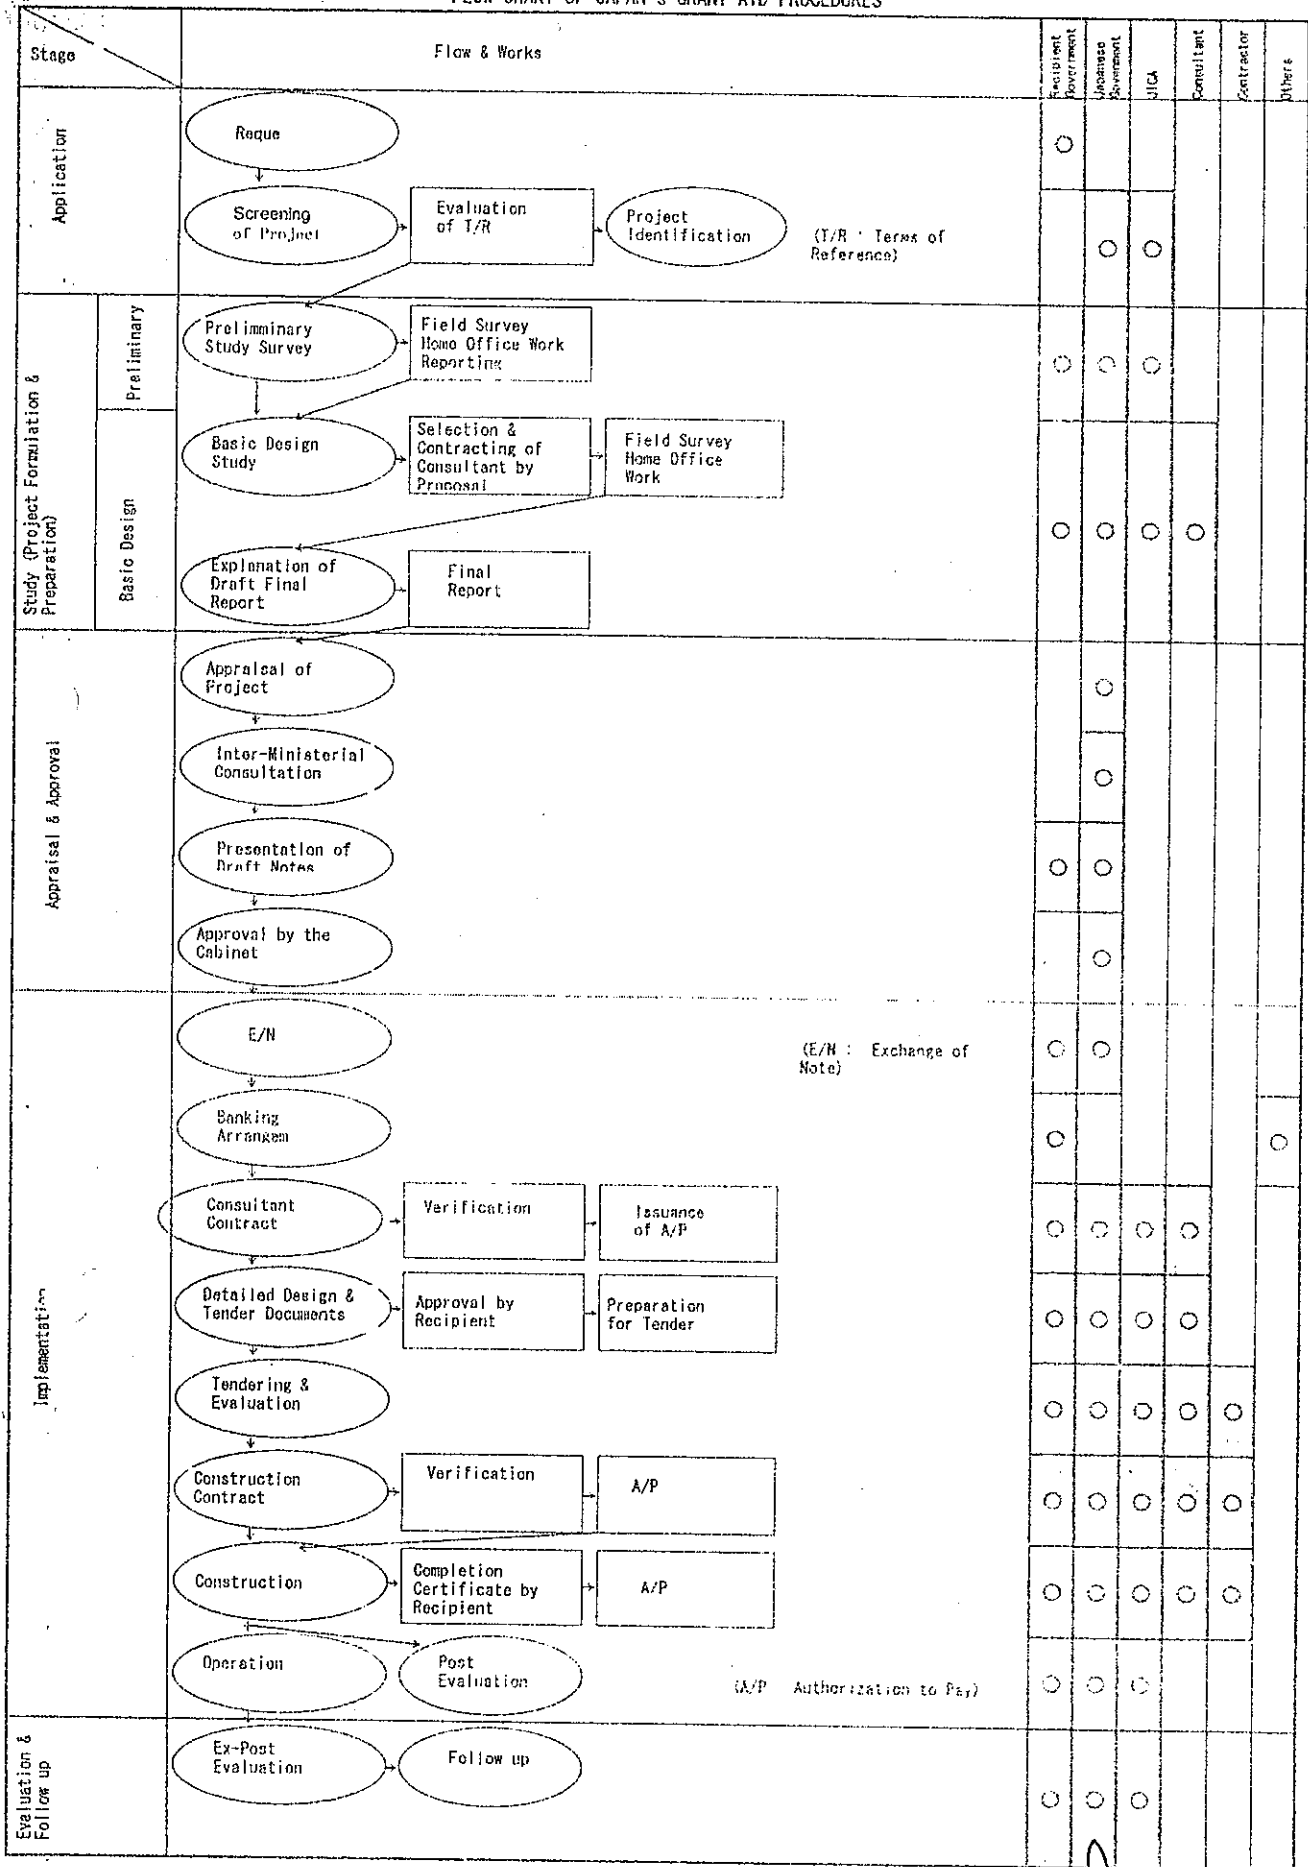 FLOW CHART OF JAPAN'S GRANT AID PROCEDURES
Stage
Flow & Works
Recipient
Government
Japanese
Government
JICA
Consultant
Contractor
Others
Application
Reque
Screening
of Project
Evaluation
of T/R
Project
Identification
(T/R : Terms of
Reference)
Study (Project Formulation &
Preparation)
Preliminary
Prelimminary
Study Survey
Field Survey
Home Office Work
Reporting
Basic Design
Basic Design
Study
Selection &
Contracting of
Consultant by
Proposal
Field Survey
Home Office
Work
Explanation of
Draft Final
Report
Final
Report
Appraisal & Approval
Appraisal of
Project
Inter-Ministerial
Consultation
Presentation of
Draft Notes
Approval by the
Cabinet
Implementation
E/N
(E/N : Exchange of
Note)
Banking
Arrangem
Consultant
Contract
Verification
Issuance
of A/P
Detailed Design &
Tender Documents
Approval by
Recipient
Preparation
for Tender
Tendering &
Evaluation
Construction
Contract
Verification
A/P
Construction
Completion
Certificate by
Recipient
A/P
Operation
Post
Evaluation
(A/P Authorization to Pay)
Evaluation &
Follow up
Ex-Post
Evaluation
Follow up